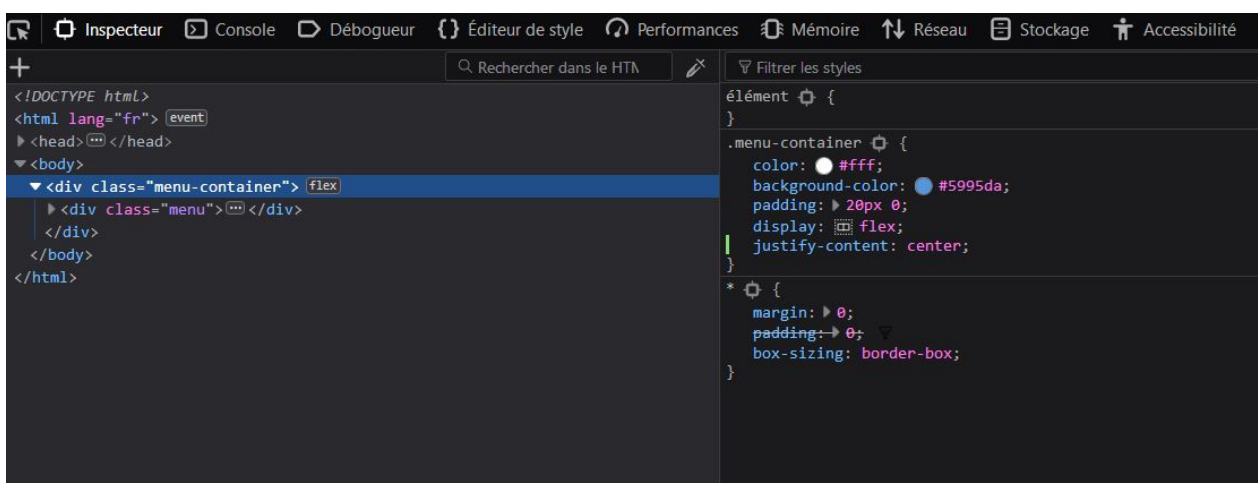 Inspecteur Console Débogueur {} Éditeur de style Performances Mémoire Réseau Stockage Accessibilité
+ Rechercher dans le HTM
<!DOCTYPE html>
<html lang="fr"> event
<head> ... </head>
<body>
<div class="menu-container"> flex
<div class="menu"> ... </div>
</div>
</body>
</html>
Filtrer les styles
élément {
}
.menu-container {
color: #fff;
background-color: #5995da;
padding: 20px 0;
display: flex;
justify-content: center;
}
* {
margin: 0;
padding: 0;
box-sizing: border-box;
}